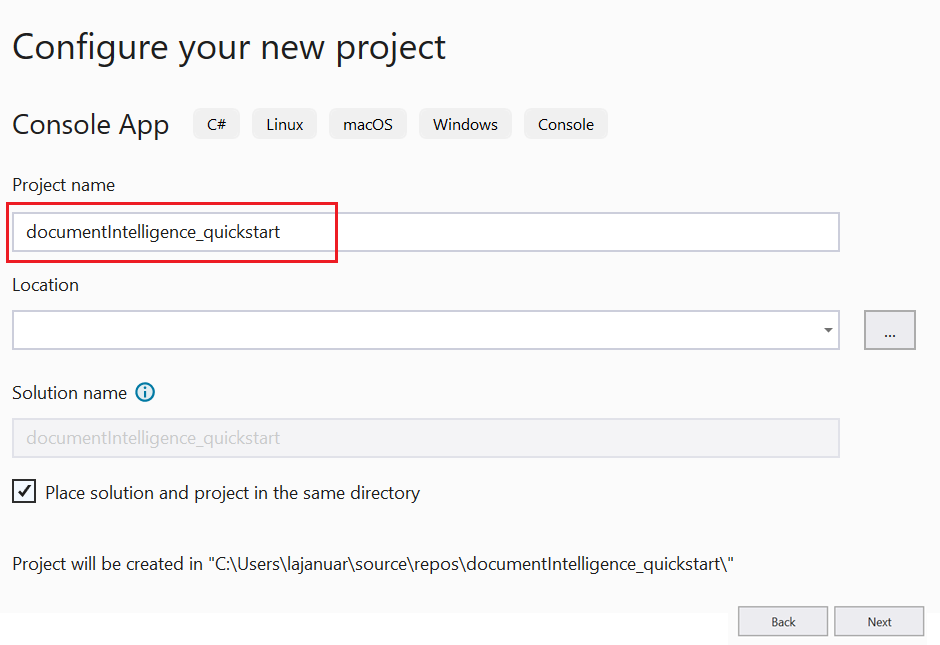 Configure your new project
Console App C# Linux macOS Windows Console
Project name
documentIntelligence_quickstart
Location
...
Solution name
documentIntelligence_quickstart
Place solution and project in the same directory
Project will be created in "C:\Users\lajanuar\source\repos\documentIntelligence_quickstart\"
Back Next